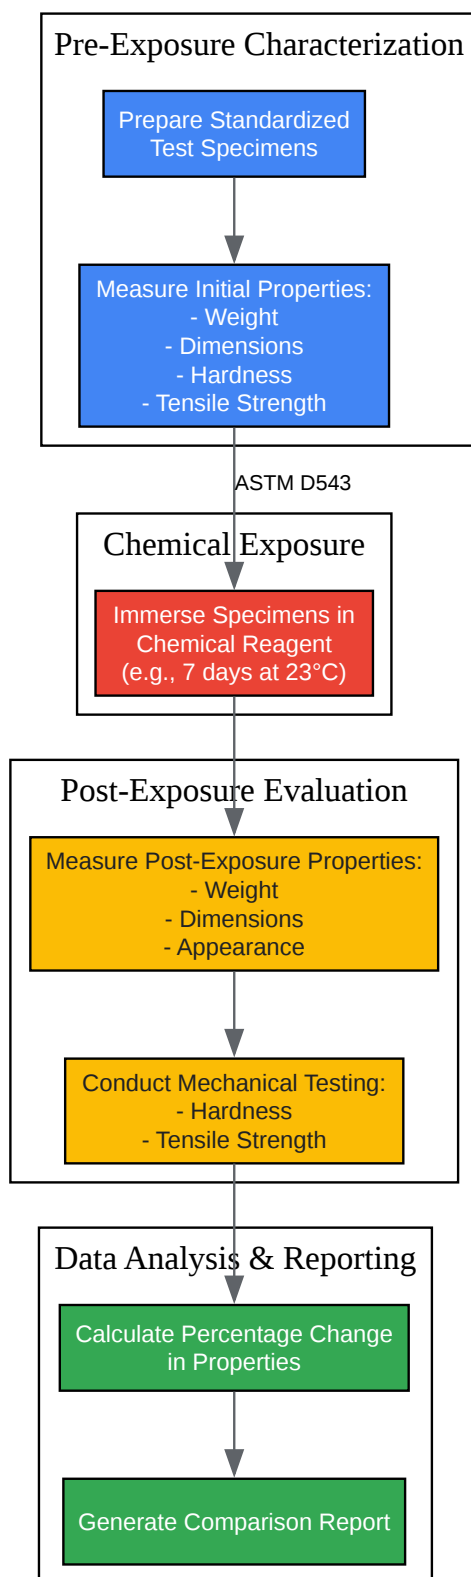 Pre-Exposure Characterization
Prepare Standardized
Test Specimens
Measure Initial Properties:
- Weight
- Dimensions
- Hardness
- Tensile Strength
ASTM D543
Chemical Exposure
Immerse Specimens in
Chemical Reagent
(e.g., 7 days at 23°C)
Post-Exposure Evaluation
Measure Post-Exposure Properties:
- Weight
- Dimensions
- Appearance
Conduct Mechanical Testing:
- Hardness
- Tensile Strength
Data Analysis & Reporting
Calculate Percentage Change
in Properties
Generate Comparison Report